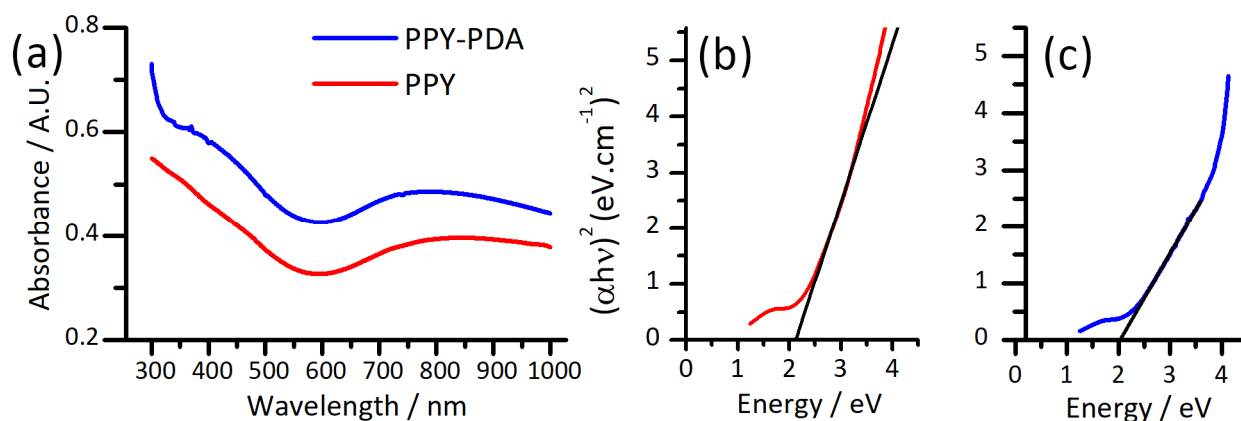 (a)
PPY-PDA
PPY
0.8
0.6
0.4
0.2
Absorbance / A.U.
300 400 500 600 700 800 900 1000
Wavelength / nm
(b)
5
4
3
2
1
0
(αhν)² (eV.cm⁻¹)²
0 1 2 3 4
Energy / eV
(c)
5
4
3
2
1
0
0 1 2 3 4
Energy / eV